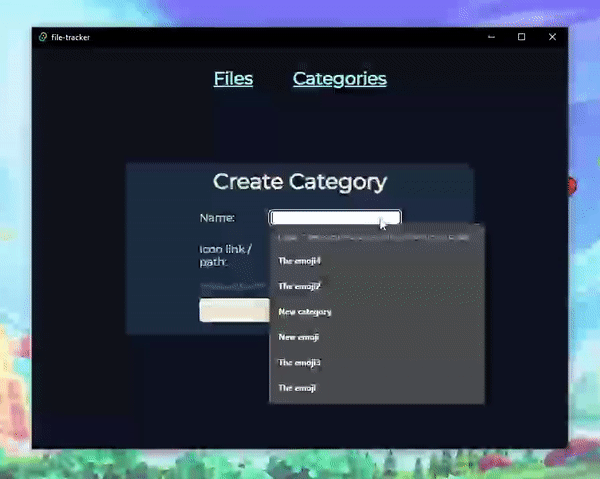 file-tracker
Files
Categories
Create Category
Name:
Icon link /
path:
The emoji4
The emoji2
New category
New emoji
The emoji3
The emoji